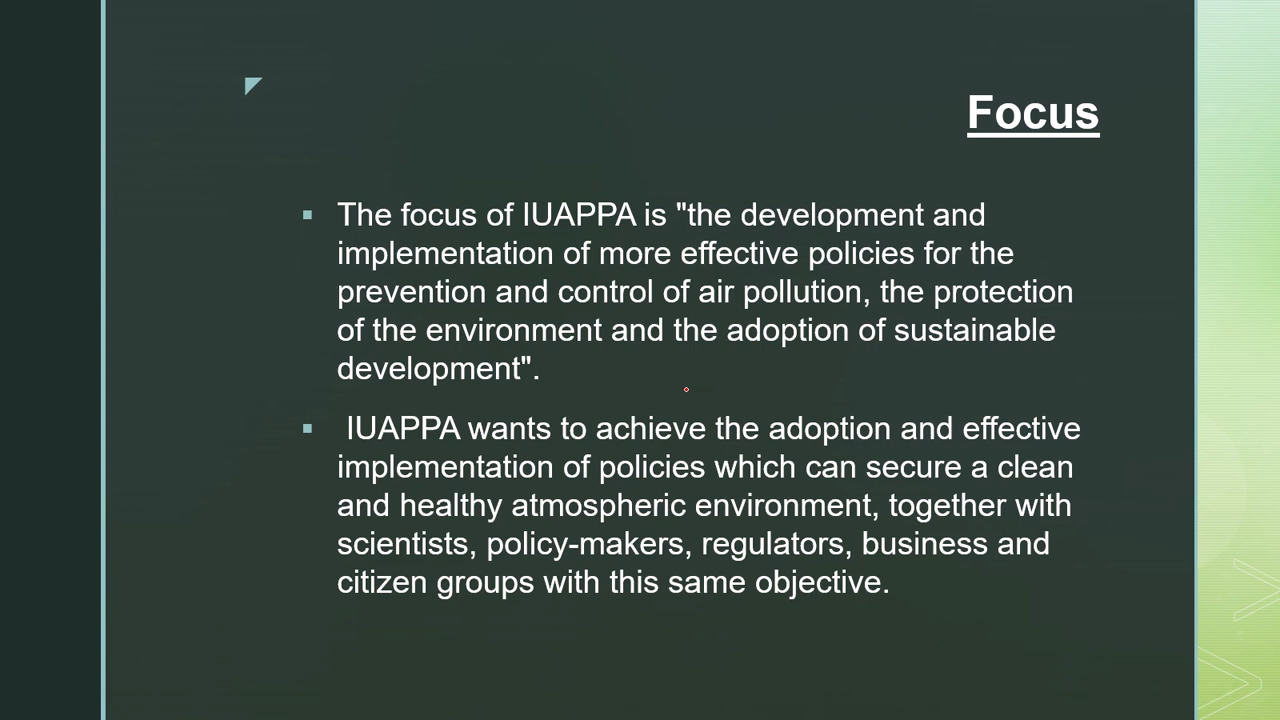 Focus
The focus of IUAPPA is "the development and
implementation of more effective policies for the
prevention and control of air pollution, the protection
of the environment and the adoption of sustainable
development".
IUAPPA wants to achieve the adoption and effective
implementation of policies which can secure a clean
and healthy atmospheric environment, together with
scientists, policy-makers, regulators, business and
citizen groups with this same objective.